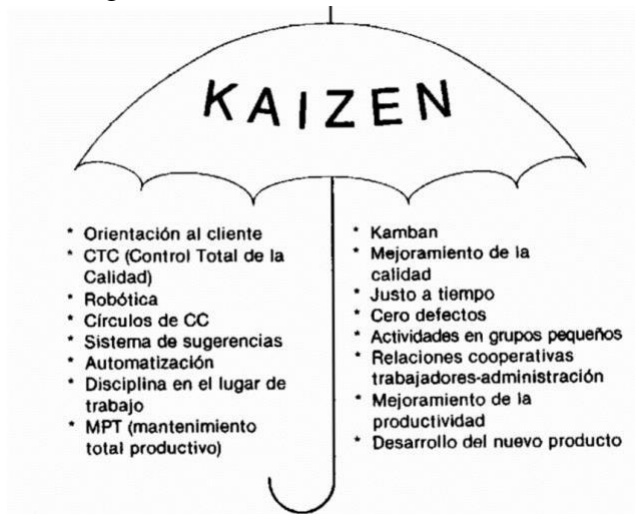 KAIZEN
* Orientación al cliente
* CTC (Control Total de la
Calidad)
* Robótica
* Círculos de CC
* Sistema de sugerencias
* Automatización
* Disciplina en el lugar de
trabajo
* MPT (mantenimiento
total productivo)
* Kamban
* Mejoramiento de la
calidad
* Justo a tiempo
* Cero defectos
* Actividades en grupos pequeños
* Relaciones cooperativas
trabajadores-administración
* Mejoramiento de la
productividad
* Desarrollo del nuevo producto